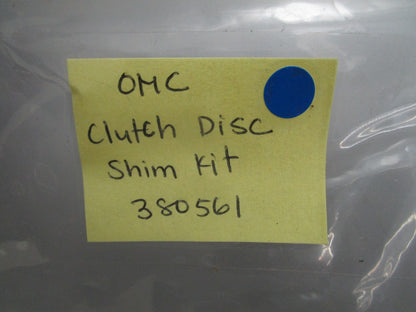 OMC
Clutch Disc
Shim Kit
380561